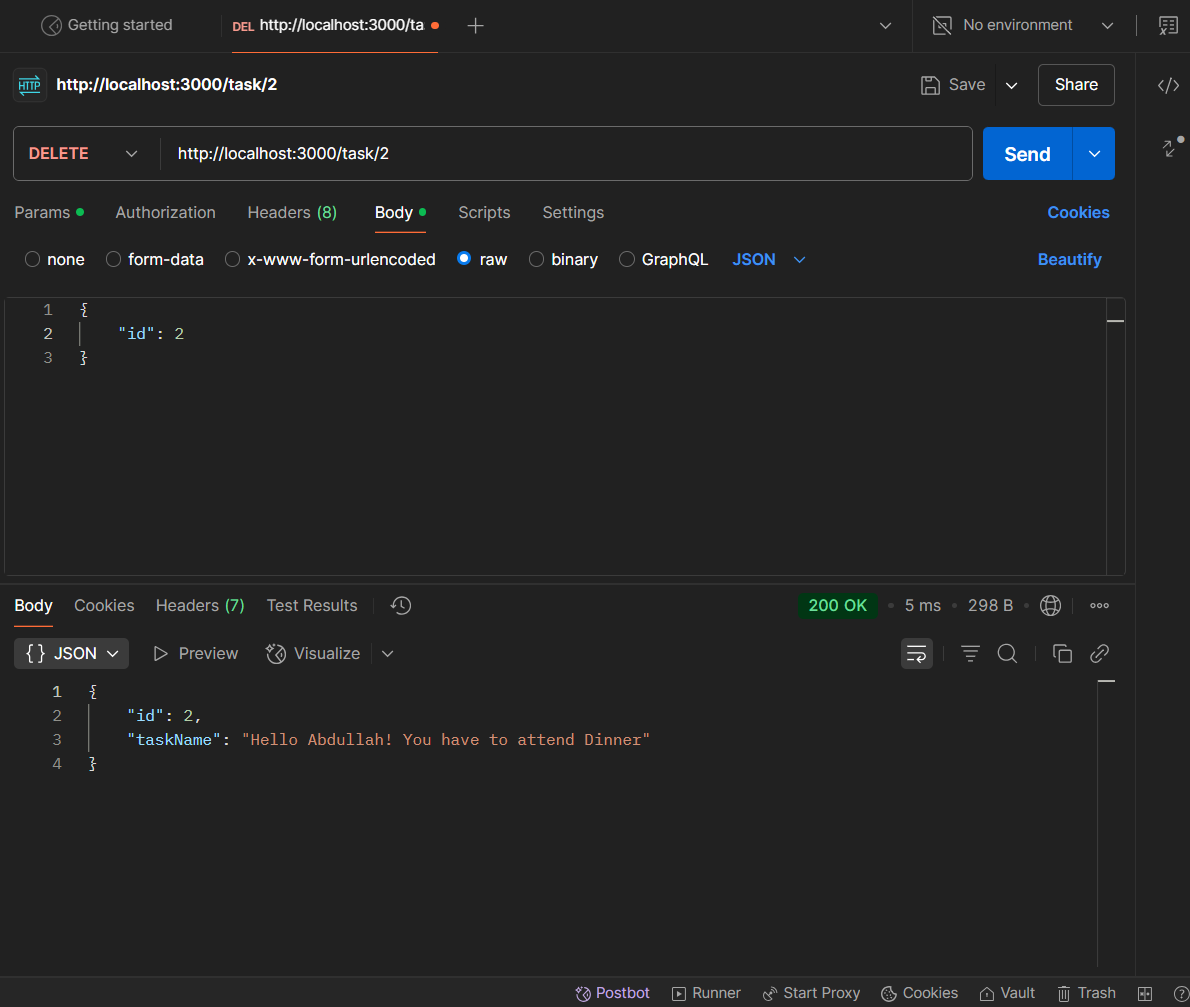 Getting started
DEL http://localhost:3000/ta
No environment
HTTP
http://localhost:3000/task/2
Save
Share
DELETE
http://localhost:3000/task/2
Send
Params
Authorization
Headers (8)
Body
Scripts
Settings
Cookies
none
form-data
x-www-form-urlencoded
raw
binary
GraphQL
JSON
Beautify
1 {
2 "id": 2
3 }
Body
Cookies
Headers (7)
Test Results
200 OK
5 ms
298 B
{} JSON
Preview
Visualize
1 {
2 "id": 2,
3 "taskName": "Hello Abdullah! You have to attend Dinner"
4 }
Postbot
Runner
Start Proxy
Cookies
Vault
Trash